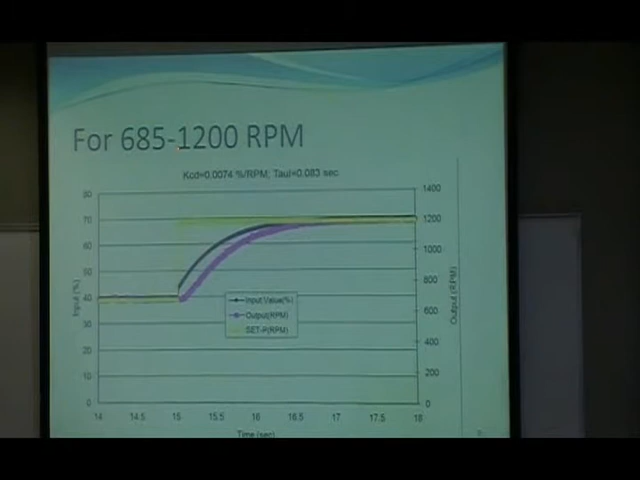 For 685-1200 RPM
Kcd=0.0074 %/RPM; TauI=0.083 sec
80
70
60
50
40
30
20
10
0
Input (%)
1400
1200
1000
800
600
400
200
0
Output (RPM)
Input Value(%)
Output(RPM)
SET-P(RPM)
14 14.5 15 15.5 16 16.5 17 17.5 18
Time (sec)